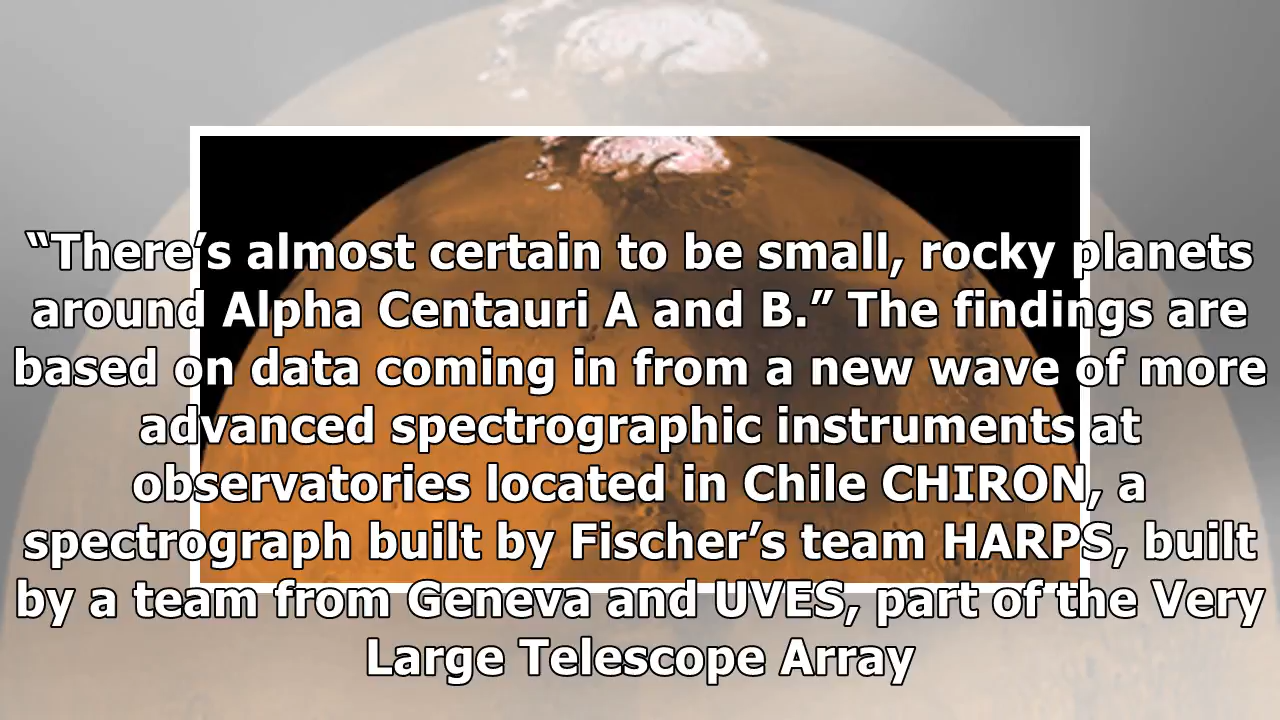 “There’s almost certain to be small, rocky planets
around Alpha Centauri A and B.” The findings are
based on data coming in from a new wave of more
advanced spectrographic instruments at
observatories located in Chile CHIRON, a
spectrograph built by Fischer’s team HARPS, built
by a team from Geneva and UVES, part of the Very
Large Telescope Array